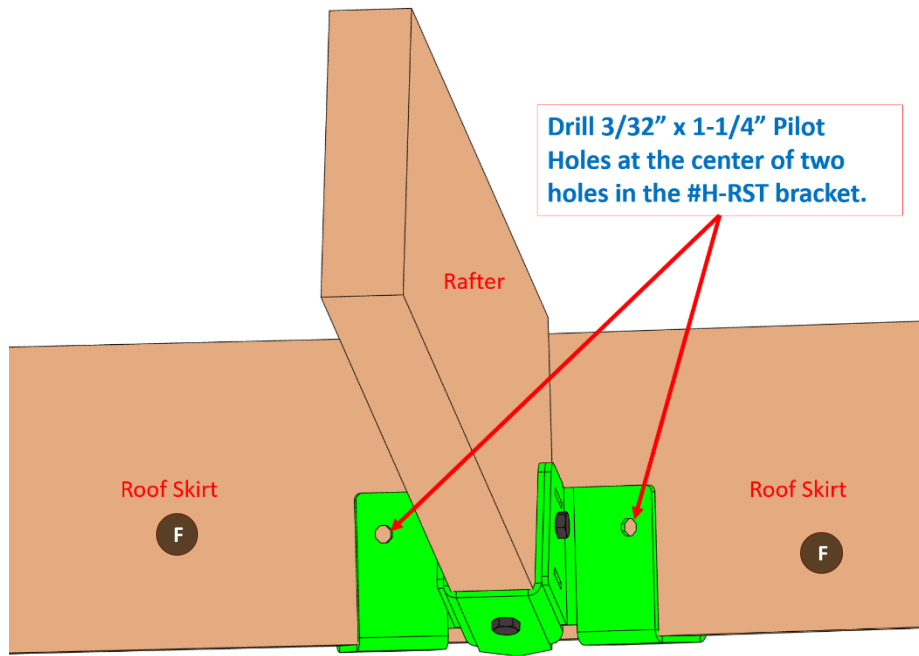 Drill 3/32” x 1-1/4” Pilot
Holes at the center of two
holes in the #H-RST bracket.
Rafter
Roof Skirt
Roof Skirt
F
F